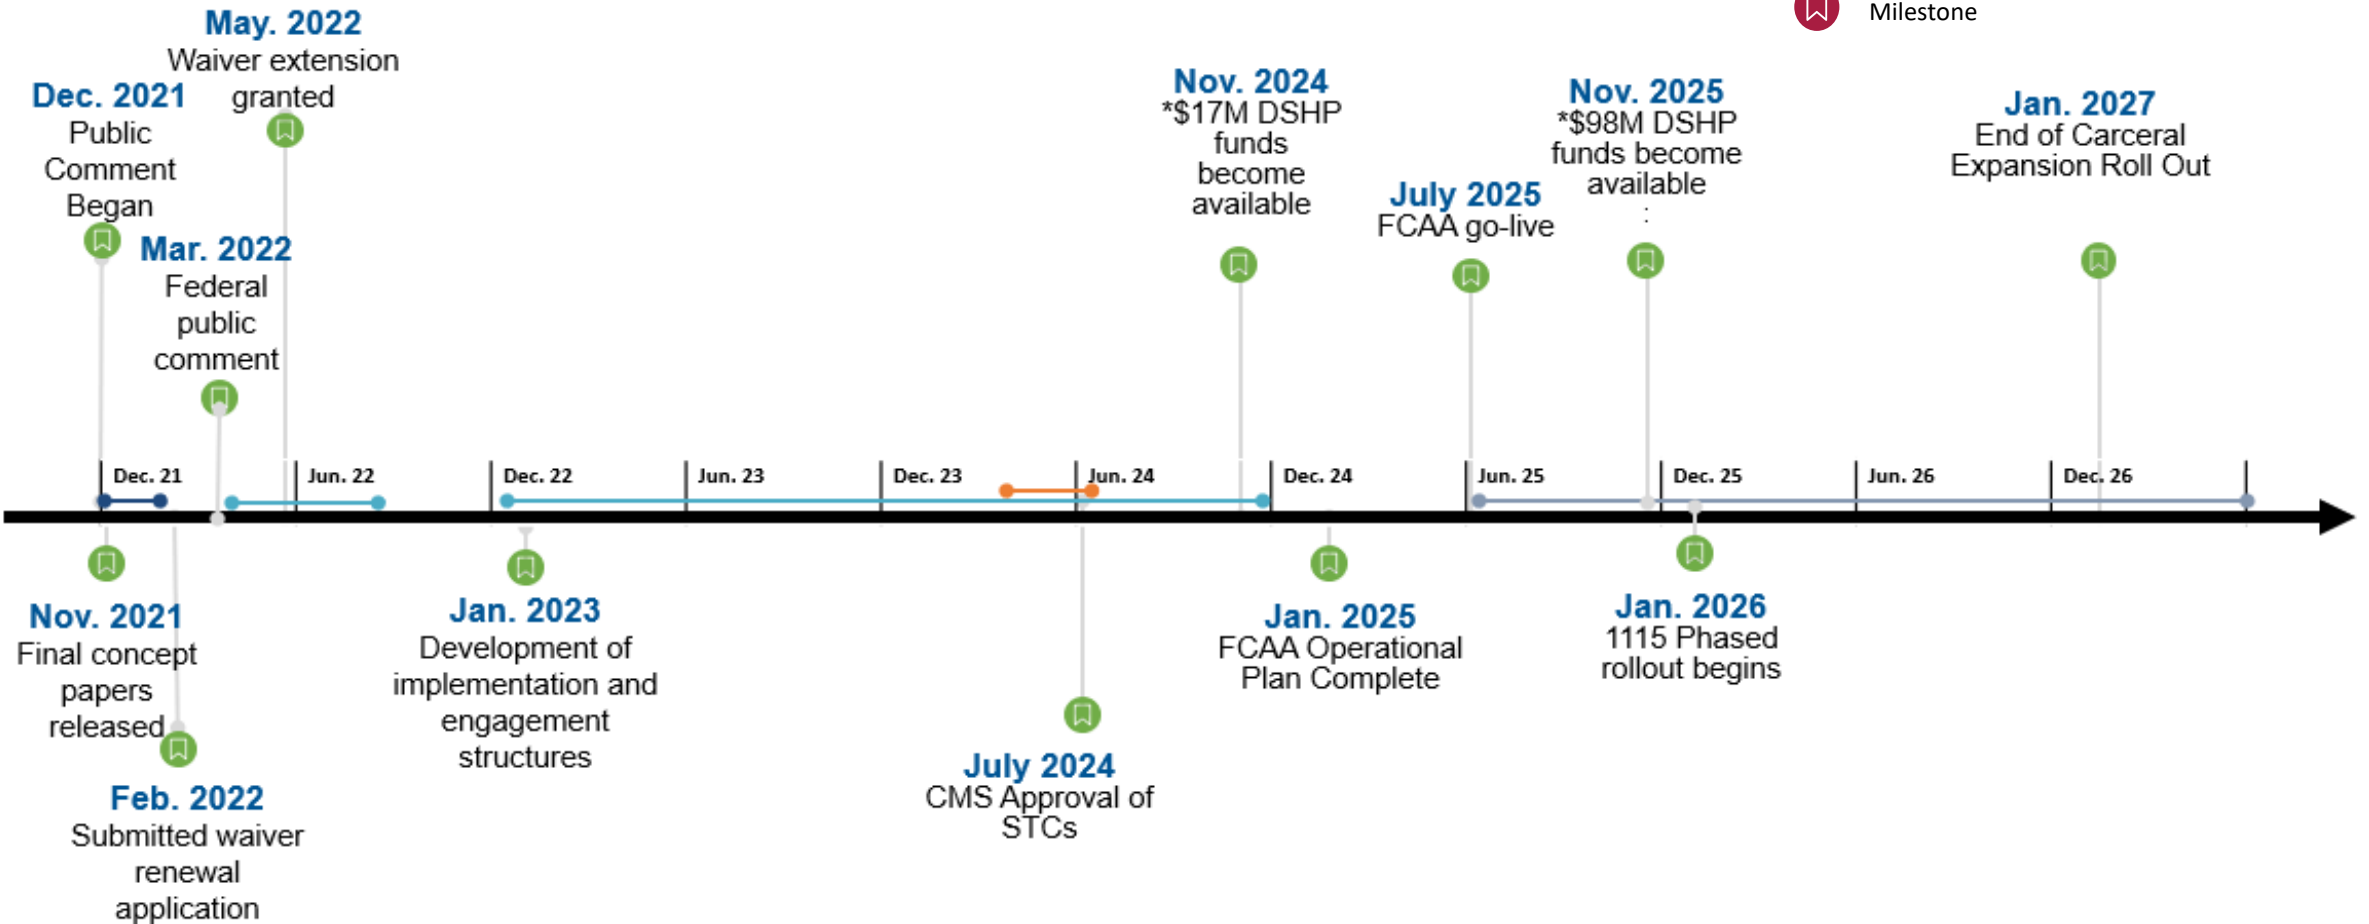 Milestone
May. 2022
Waiver extension
granted
Dec. 2021
Public
Comment
Began
Mar. 2022
Federal
public
comment
Nov. 2024
*$17M DSHP
funds
become
available
July 2025
FCAA go-live
Nov. 2025
*$98M DSHP
funds become
available
:
Jan. 2027
End of Carceral
Expansion Roll Out
Dec. 21
Jun. 22
Dec. 22
Jun. 23
Dec. 23
Jun. 24
Dec. 24
Jun. 25
Dec. 25
Jun. 26
Dec. 26
Nov. 2021
Final concept
papers
released
Feb. 2022
Submitted waiver
renewal
application
Jan. 2023
Development of
implementation and
engagement
structures
July 2024
CMS Approval of
STCs
Jan. 2025
FCAA Operational
Plan Complete
Jan. 2026
1115 Phased
rollout begins